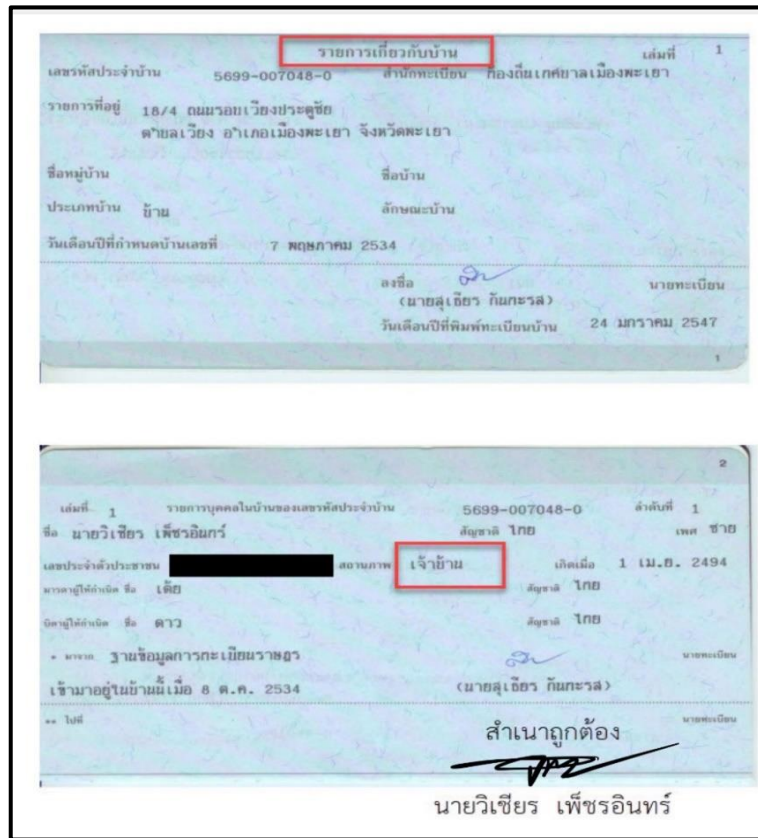 รายการเกี่ยวกับบ้าน เล่มที่ 1
เลขรหัสประจำบ้าน 5699-007048-0 สำนักทะเบียน ท้องถิ่นเทศบาลเมืองพะเยา
รายการที่อยู่ 18/4 ถนนรอบเวียงประตูชัย
ตำบลเวียง อำเภอเมืองพะเยา จังหวัดพะเยา
ชื่อหมู่บ้าน ชื่อบ้าน
ประเภทบ้าน บ้าน ลักษณะบ้าน
วันเดือนปีที่กำหนดบ้านเลขที่ 7 พฤษภาคม 2534
ลงชื่อ นายทะเบียน
(นายสุเธียร กันทะรส)
วันเดือนปีที่พิมพ์ทะเบียนบ้าน 24 มกราคม 2547
1
2
เล่มที่ 1 รายการบุคคลในบ้านของเลขรหัสประจำบ้าน 5699-007048-0 ลำดับที่ 1
ชื่อ นายวิเชียร เพ็ชรอินทร์ สัญชาติ ไทย เพศ ชาย
เลขประจำตัวประชาชน สถานภาพ เจ้าบ้าน เกิดเมื่อ 1 เม.ย. 2494
มารดาผู้ให้กำเนิด ชื่อ เต้ย สัญชาติ ไทย
บิดาผู้ให้กำเนิด ชื่อ ดาว สัญชาติ ไทย
* มาจาก ฐานข้อมูลการทะเบียนราษฎร นายทะเบียน
เข้ามาอยู่ในบ้านนี้เมื่อ 8 ต.ค. 2534 (นายสุเธียร กันทะรส)
** ไปที่ นายทะเบียน
สำเนาถูกต้อง
นายวิเชียร เพ็ชรอินทร์